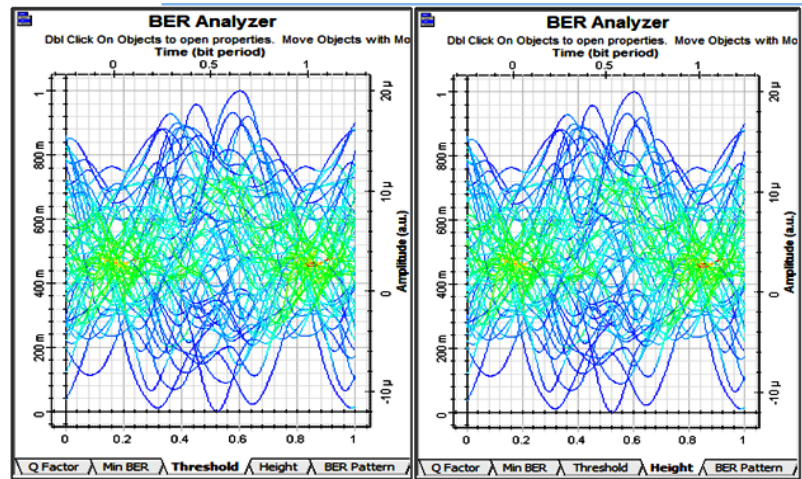 BER Analyzer
Dbl Click On Objects to open properties. Move Objects with Mo
Time (bit period)
0 0.5 1
1
800 m
600 m
400 m
200 m
0
20 µ
10 µ
0
-10 µ
Amplitude (a.u.)
0 0.2 0.4 0.6 0.8 1
Q Factor Min BER Threshold Height BER Pattern
BER Analyzer
Dbl Click On Objects to open properties. Move Objects with Mo
Time (bit period)
0 0.5 1
1
800 m
600 m
400 m
200 m
0
20 µ
10 µ
0
-10 µ
Amplitude (a.u.)
0 0.2 0.4 0.6 0.8 1
Q Factor Min BER Threshold Height BER Pattern